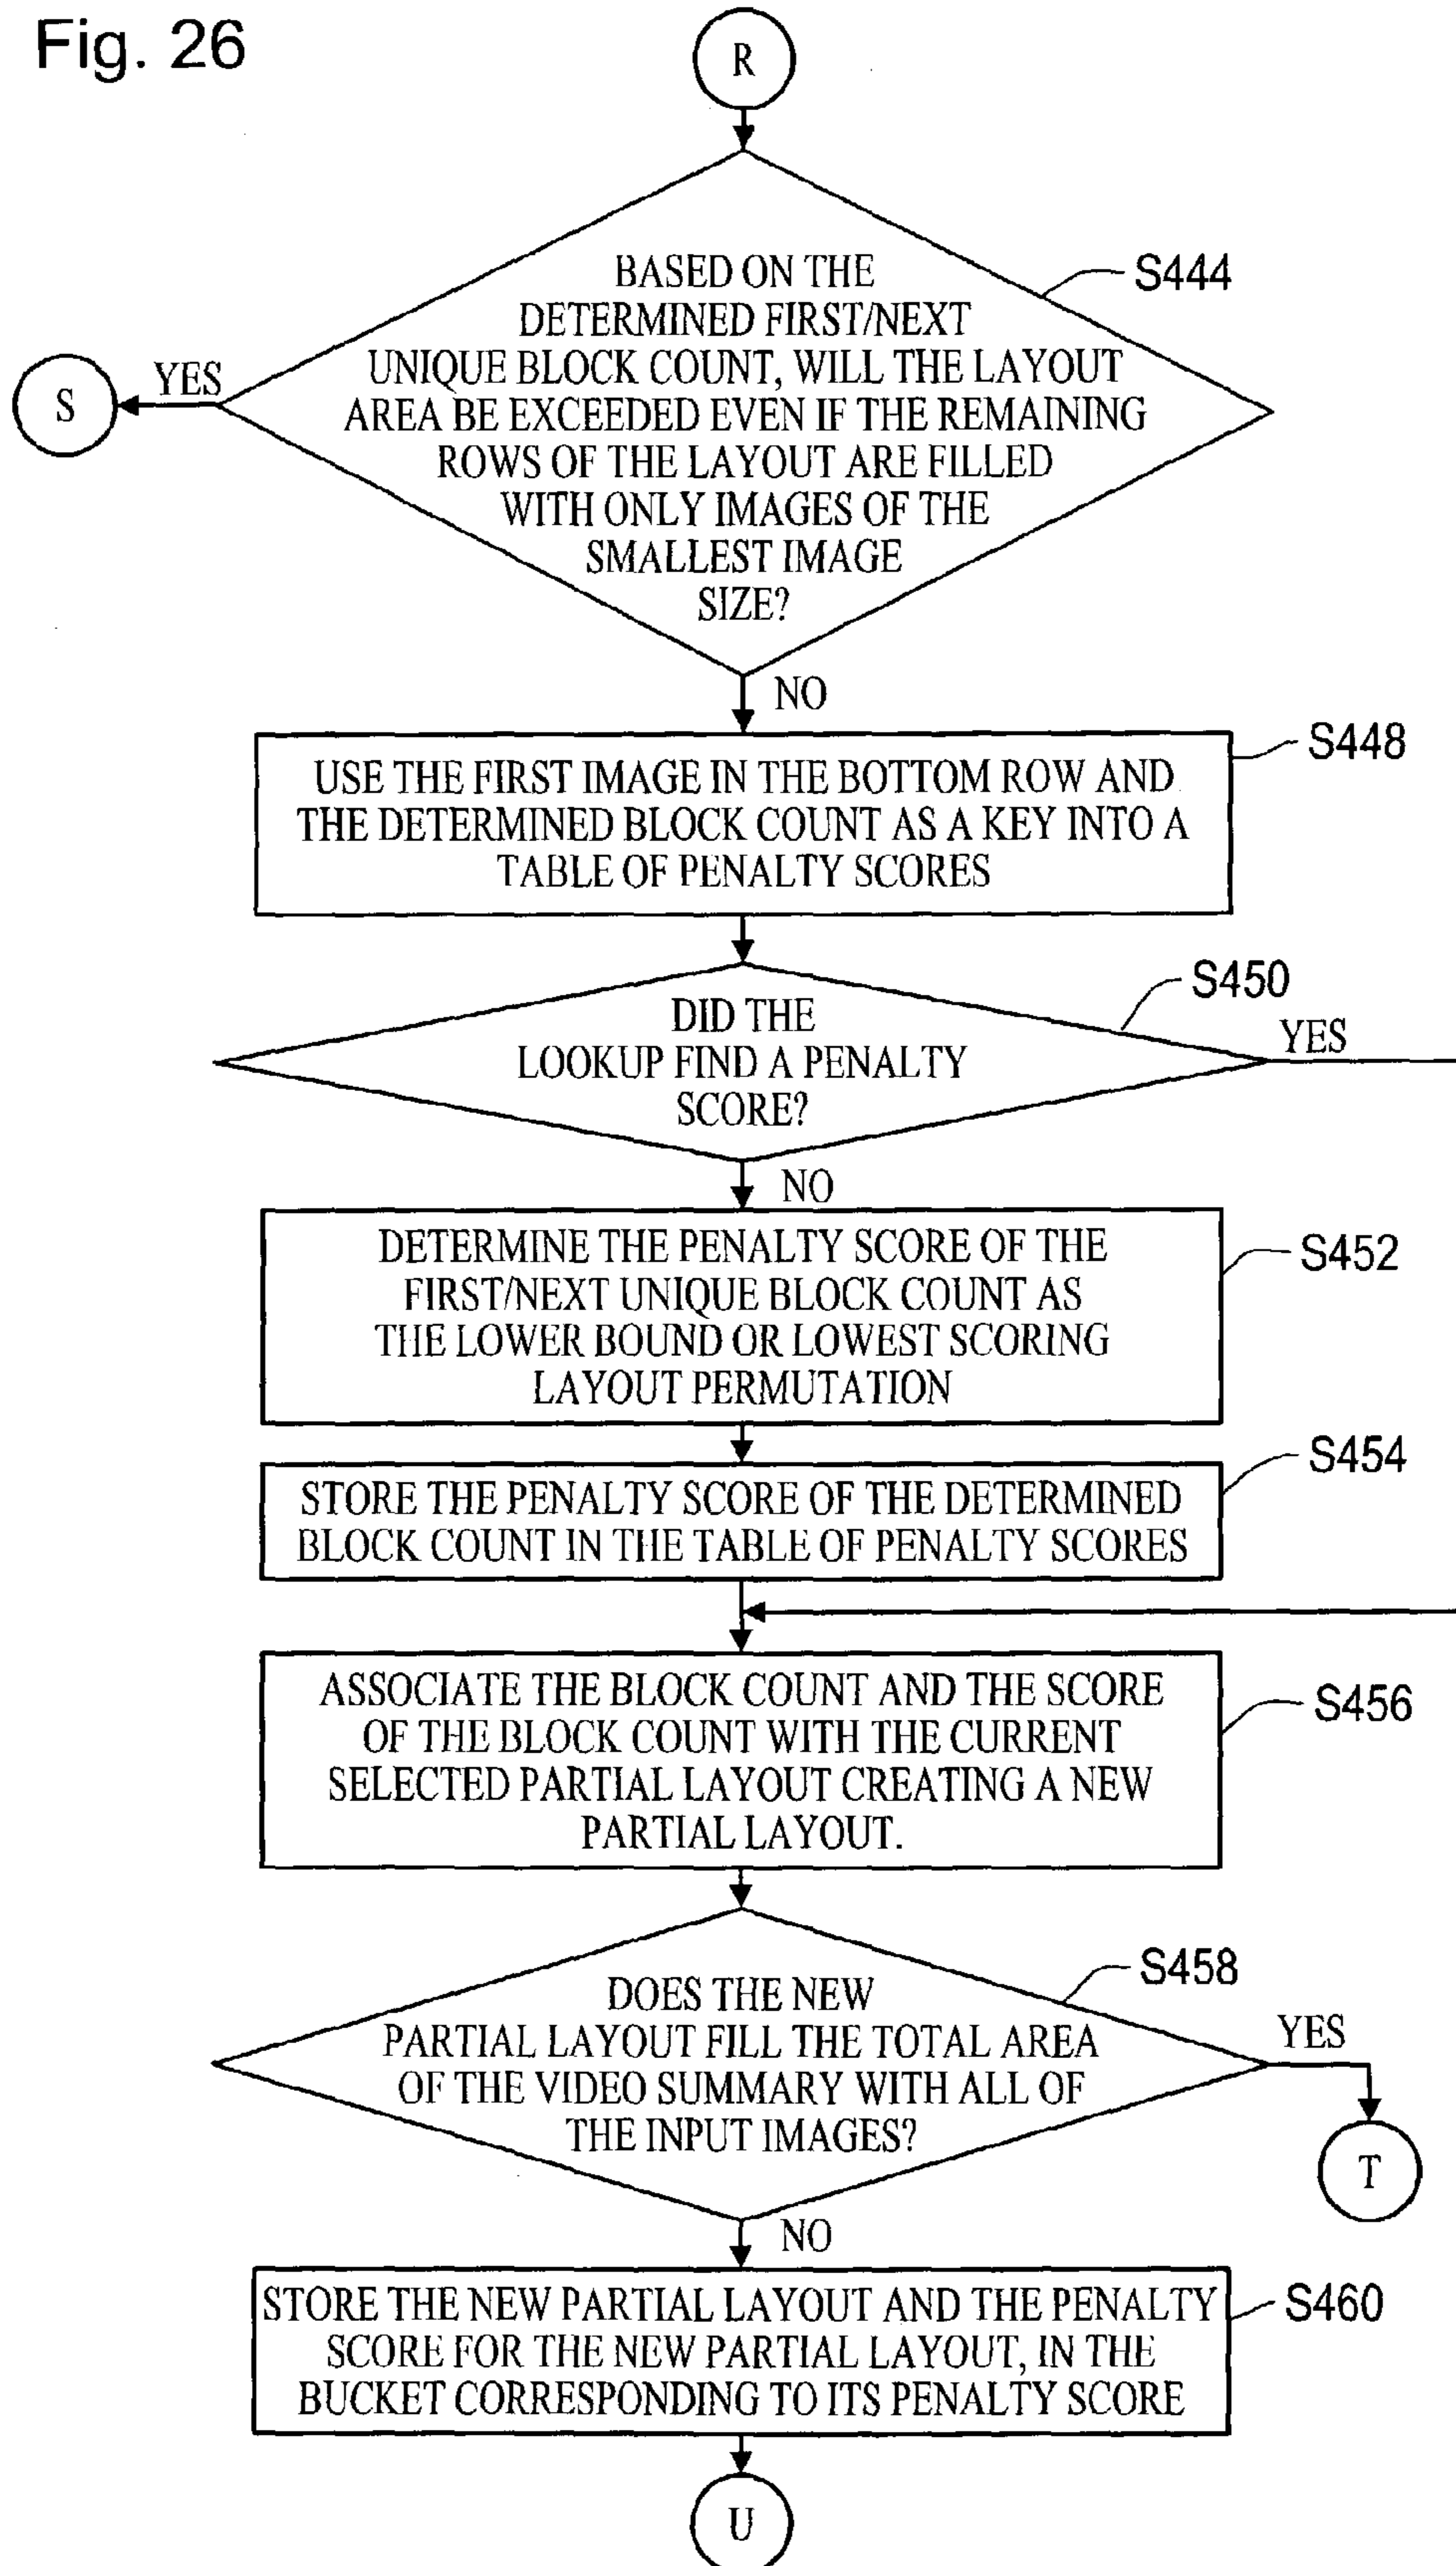 Fig. 26
R
BASED ON THE
DETERMINED FIRST/NEXT
UNIQUE BLOCK COUNT, WILL THE LAYOUT
AREA BE EXCEEDED EVEN IF THE REMAINING
ROWS OF THE LAYOUT ARE FILLED
WITH ONLY IMAGES OF THE
SMALLEST IMAGE
SIZE?
S444
YES
S
NO
USE THE FIRST IMAGE IN THE BOTTOM ROW AND
THE DETERMINED BLOCK COUNT AS A KEY INTO A
TABLE OF PENALTY SCORES
S448
DID THE
LOOKUP FIND A PENALTY
SCORE?
S450
YES
NO
DETERMINE THE PENALTY SCORE OF THE
FIRST/NEXT UNIQUE BLOCK COUNT AS
THE LOWER BOUND OR LOWEST SCORING
LAYOUT PERMUTATION
S452
STORE THE PENALTY SCORE OF THE DETERMINED
BLOCK COUNT IN THE TABLE OF PENALTY SCORES
S454
ASSOCIATE THE BLOCK COUNT AND THE SCORE
OF THE BLOCK COUNT WITH THE CURRENT
SELECTED PARTIAL LAYOUT CREATING A NEW
PARTIAL LAYOUT.
S456
DOES THE NEW
PARTIAL LAYOUT FILL THE TOTAL AREA
OF THE VIDEO SUMMARY WITH ALL OF
THE INPUT IMAGES?
S458
YES
T
NO
STORE THE NEW PARTIAL LAYOUT AND THE PENALTY
SCORE FOR THE NEW PARTIAL LAYOUT, IN THE
BUCKET CORRESPONDING TO ITS PENALTY SCORE
S460
U